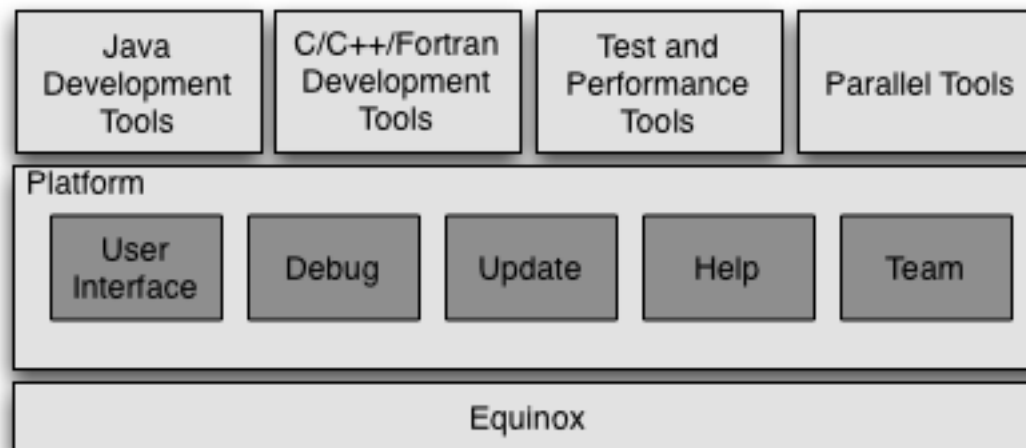 Java
Development
Tools
C/C++/Fortran
Development
Tools
Test and
Performance
Tools
Parallel Tools
Platform
User
Interface
Debug
Update
Help
Team
Equinox